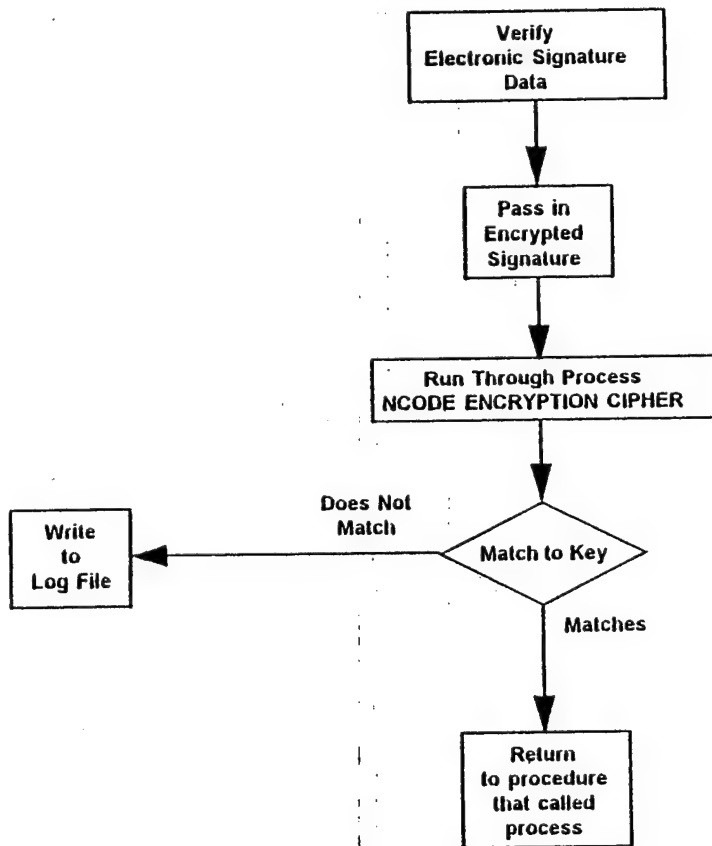 Verify
Electronic Signature
Data
Pass in
Encrypted
Signature
Run Through Process
NCODE ENCRYPTION CIPHER
Does Not
Match
Write
to
Log File
Match to Key
Matches
Return
to procedure
that called
process